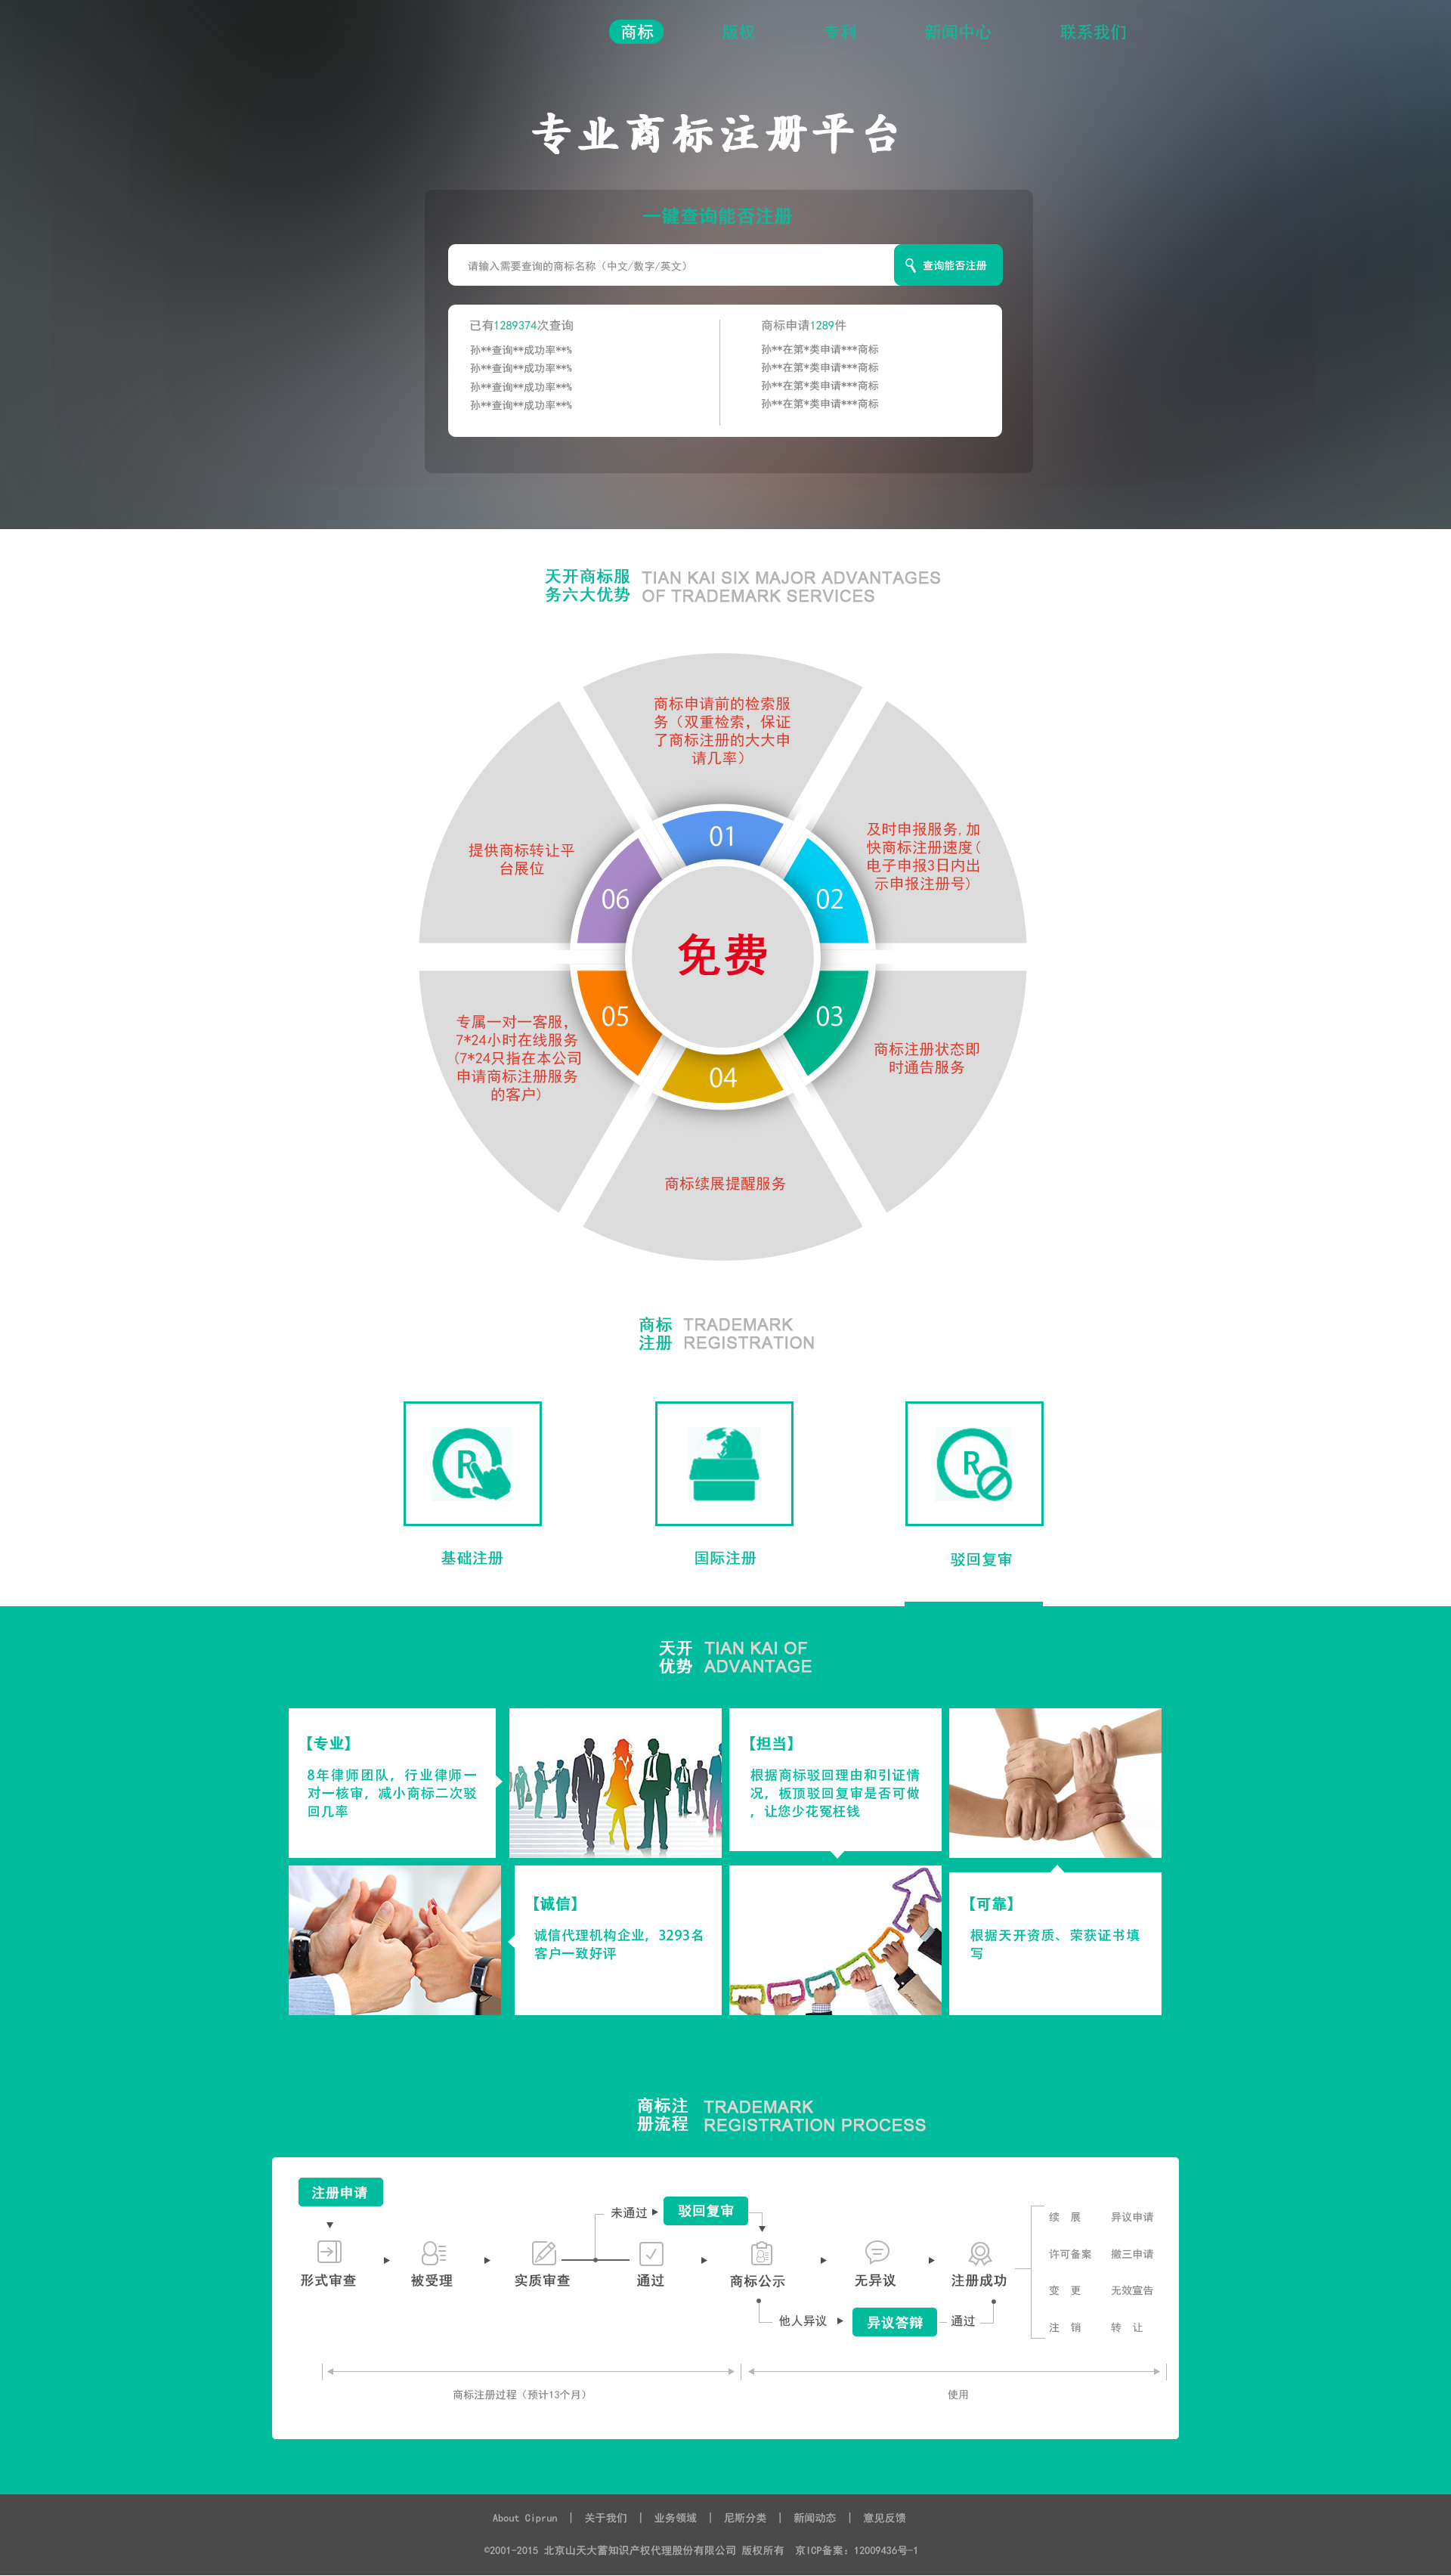 商标
版权
专利
新闻中心
联系我们
专业商标注册平台
一键查询能否注册
请输入需要查询的商标名称（中文/数字/英文）
查询能否注册
已有1289374次查询
孙**查询**成功率**%
孙**查询**成功率**%
孙**查询**成功率**%
孙**查询**成功率**%
商标申请1289件
孙**在第*类申请***商标
孙**在第*类申请***商标
孙**在第*类申请***商标
孙**在第*类申请***商标
天开商标服
务六大优势
TIAN KAI SIX MAJOR ADVANTAGES
OF TRADEMARK SERVICES
商标申请前的检索服
务（双重检索，保证
了商标注册的大大申
请几率）
01
及时申报服务,加
快商标注册速度(
电子申报3日内出
示申报注册号)
02
商标注册状态即
时通告服务
03
商标续展提醒服务
04
专属一对一客服，
7*24小时在线服务
(7*24只指在本公司
申请商标注册服务
的客户)
05
提供商标转让平
台展位
06
免费
商标
注册
TRADEMARK
REGISTRATION
R
R
基础注册
国际注册
驳回复审
天开
优势
TIAN KAI OF
ADVANTAGE
【专业】
8年律师团队，行业律师一
对一核审，减小商标二次驳
回几率
【担当】
根据商标驳回理由和引证情
况，板顶驳回复审是否可做
，让您少花冤枉钱
【诚信】
诚信代理机构企业，3293名
客户一致好评
【可靠】
根据天开资质、荣获证书填
写
商标注
册流程
TRADEMARK
REGISTRATION PROCESS
注册申请
未通过
驳回复审
形式审查
被受理
实质审查
通过
商标公示
无异议
注册成功
他人异议
异议答辩
通过
续 展
异议申请
许可备案
撤三申请
变 更
无效宣告
注 销
转 让
商标注册过程（预计13个月）
使用
About Ciprun | 关于我们 | 业务领域 | 尼斯分类 | 新闻动态 | 意见反馈
©2001-2015 北京山天大蓄知识产权代理股份有限公司 版权所有 京ICP备案：12009436号-1